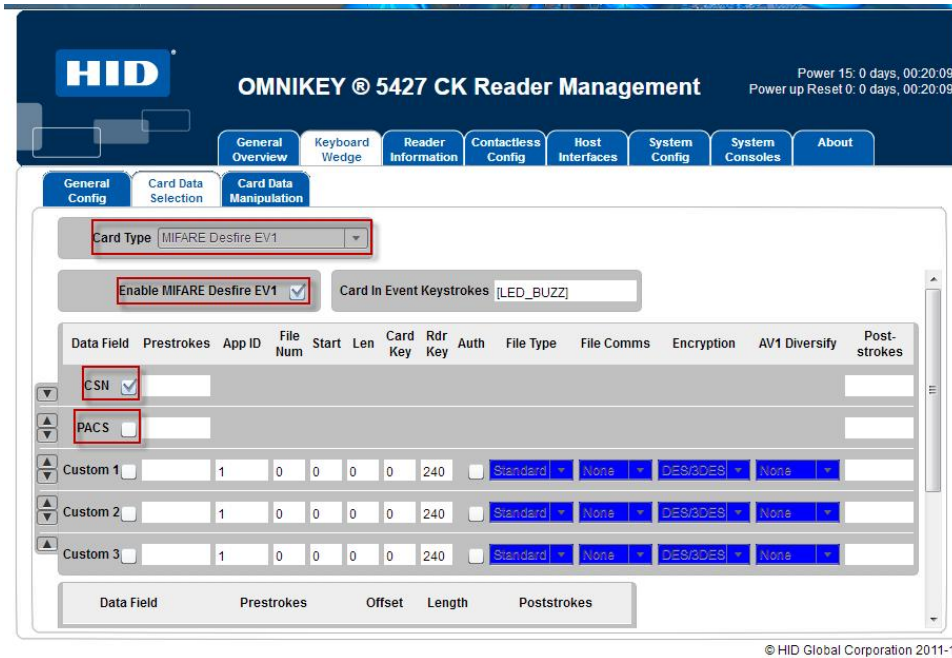 HID
OMNIKEY ® 5427 CK Reader Management
Power 15: 0 days, 00:20:09
Power up Reset 0: 0 days, 00:20:09
General Overview
Keyboard Wedge
Reader Information
Contactless Config
Host Interfaces
System Config
System Consoles
About
General Config
Card Data Selection
Card Data Manipulation
Card Type MIFARE Desfire EV1
Enable MIFARE Desfire EV1
Card In Event Keystrokes [LED_BUZZ]
Data Field Prestrokes App ID File Num Start Len Card Key Rdr Key Auth File Type File Comms Encryption AV1 Diversify Post-strokes
CSN
PACS
Custom 1 1 0 0 0 0 240 Standard None DES/3DES None
Custom 2 1 0 0 0 0 240 Standard None DES/3DES None
Custom 3 1 0 0 0 0 240 Standard None DES/3DES None
Data Field Prestrokes Offset Length Poststrokes
© HID Global Corporation 2011-1